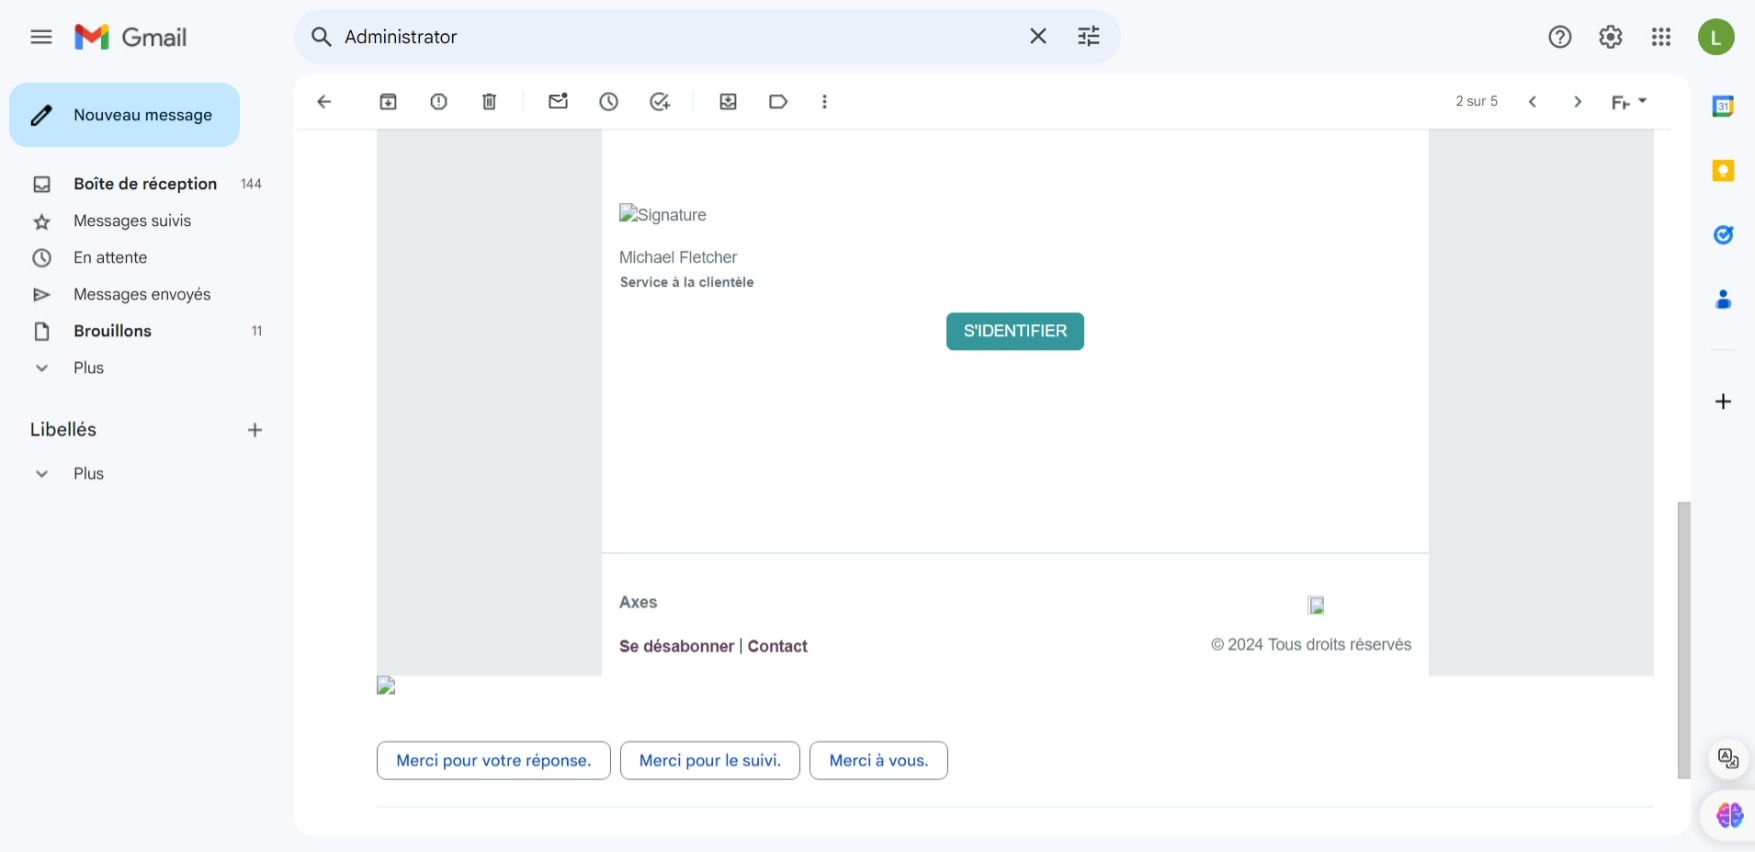 Gmail
Administrator
L
Nouveau message
2 sur 5
Fr
31
Boîte de réception 144
Messages suivis
En attente
Messages envoyés
Brouillons 11
Plus
Libellés
Plus
Signature
Michael Fletcher
Service à la clientèle
S'IDENTIFIER
Axes
Se désabonner | Contact
© 2024 Tous droits réservés
Merci pour votre réponse.
Merci pour le suivi.
Merci à vous.